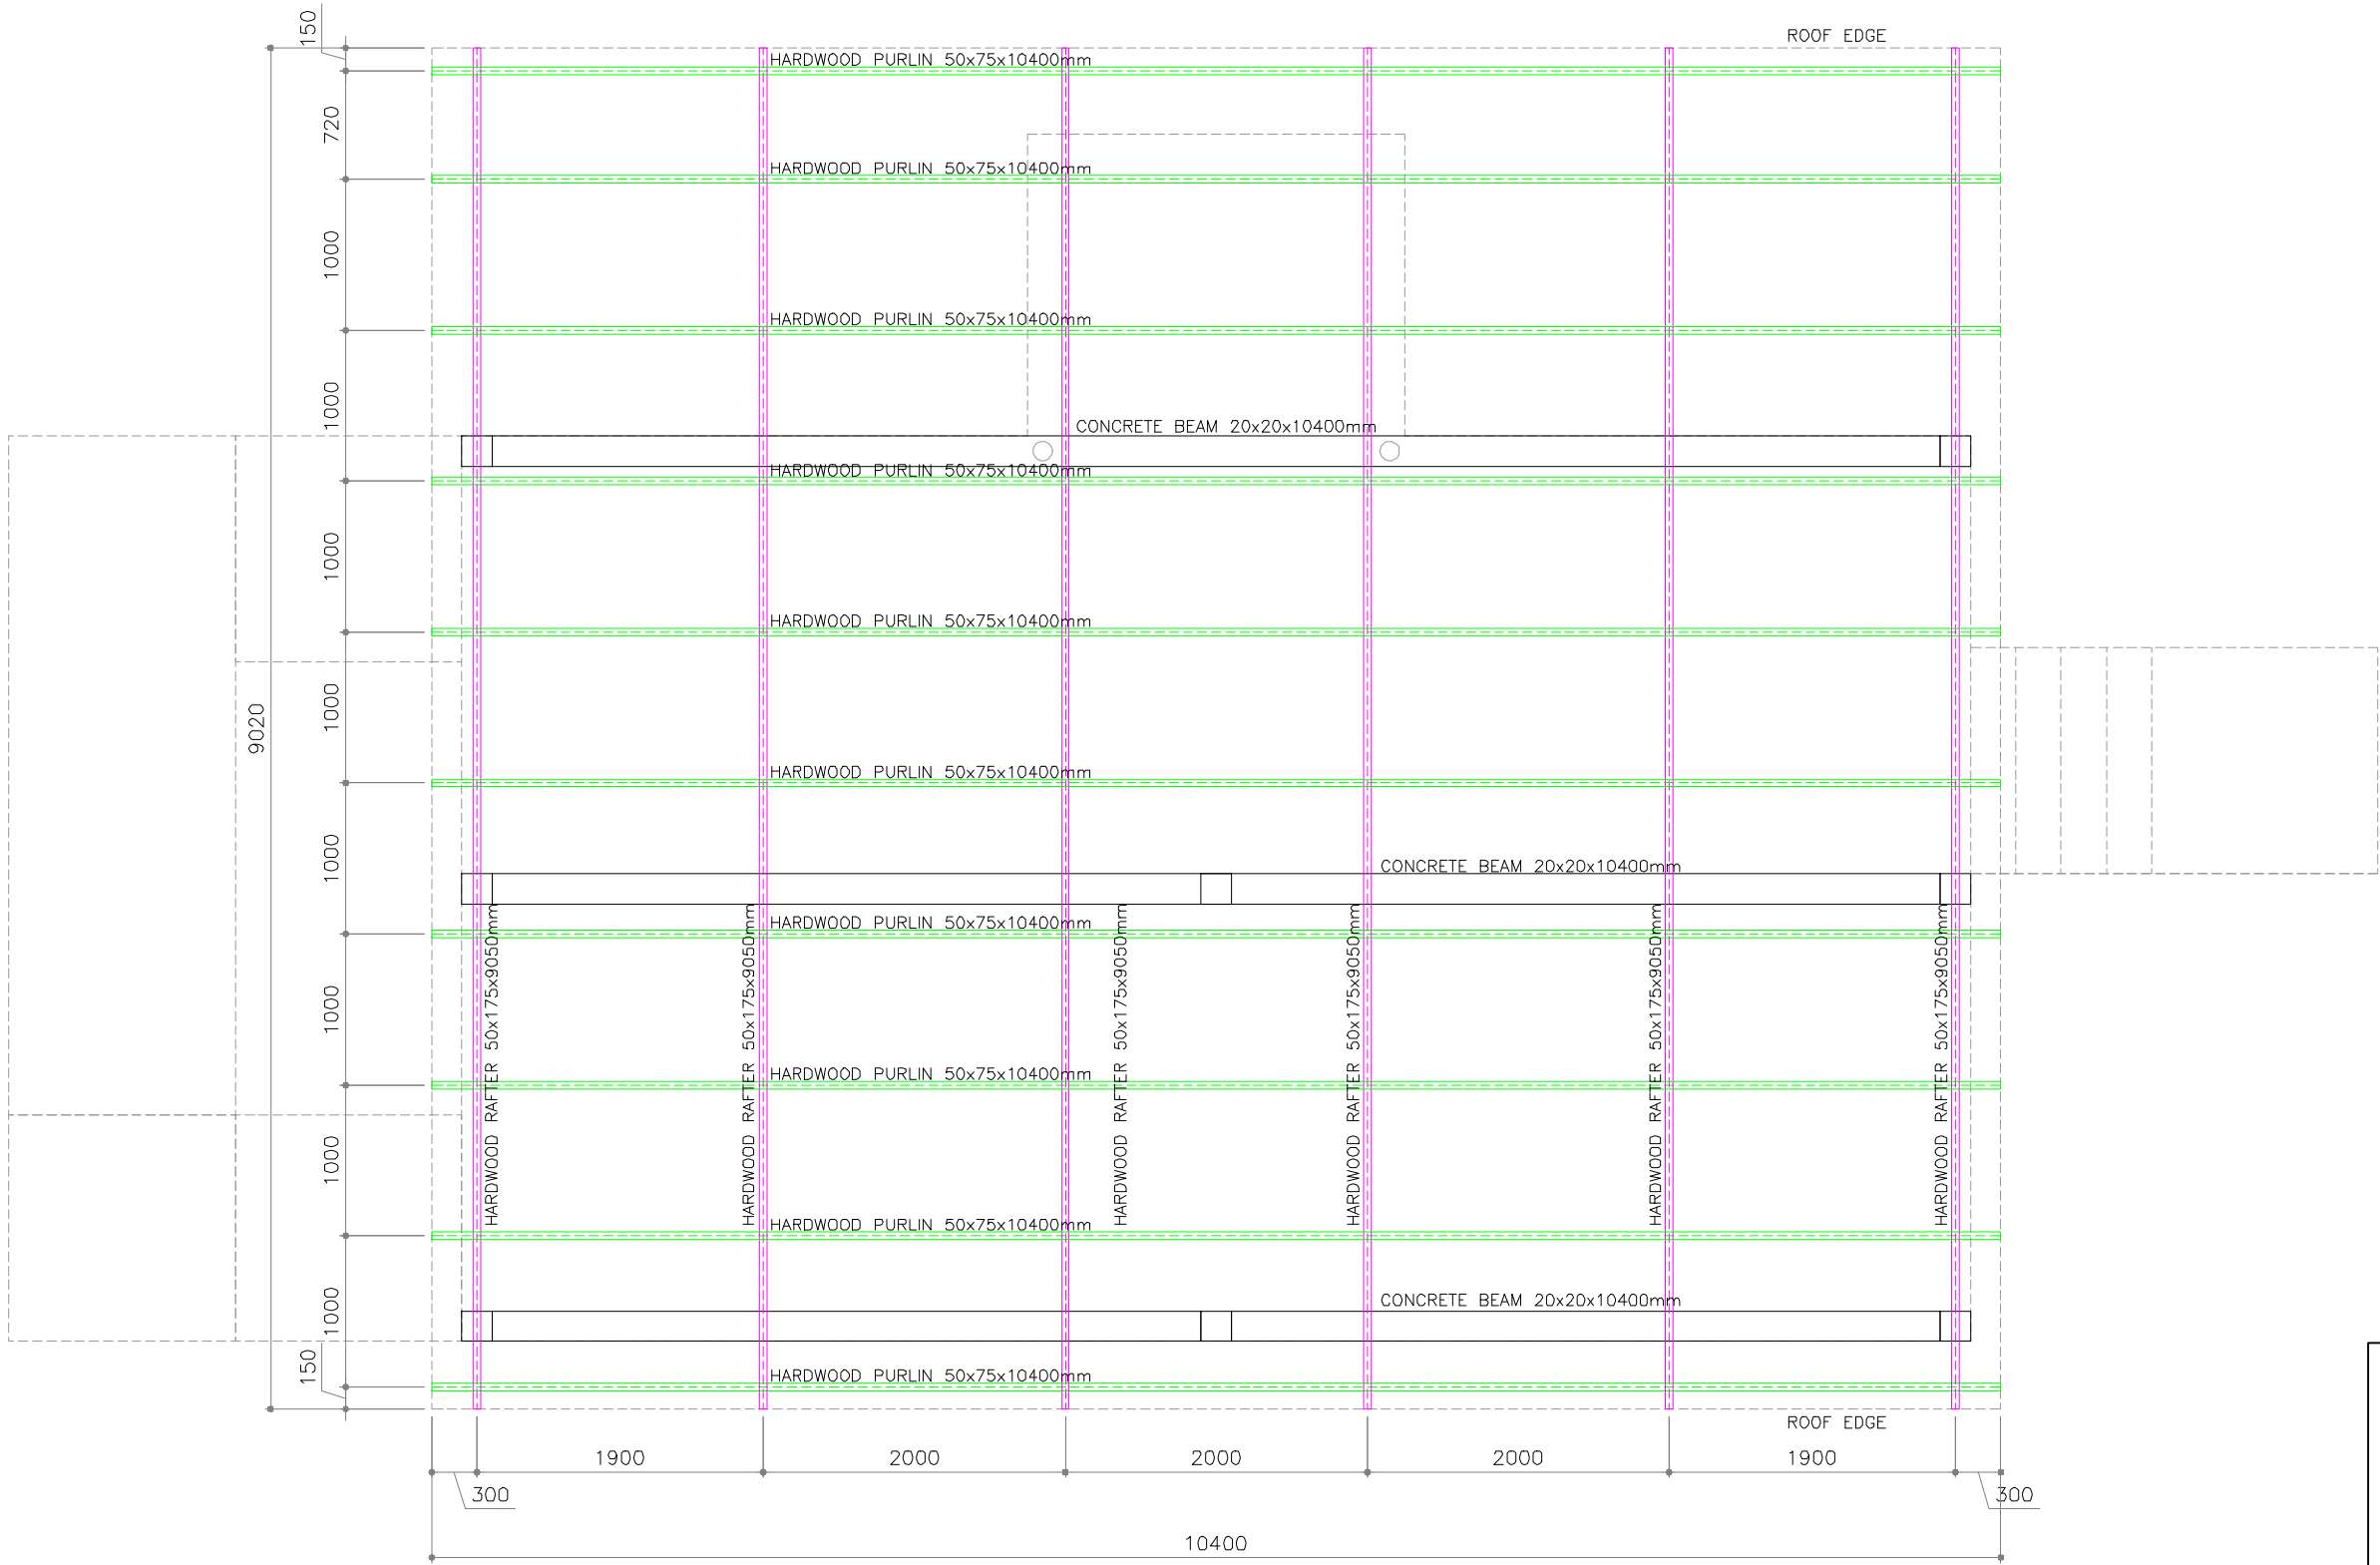 150
ROOF EDGE
HARDWOOD PURLIN 50x75x10400mm
720
HARDWOOD PURLIN 50x75x10400mm
1000
HARDWOOD PURLIN 50x75x10400mm
1000
CONCRETE BEAM 20x20x10400mm
HARDWOOD PURLIN 50x75x10400mm
1000
HARDWOOD PURLIN 50x75x10400mm
1000
9020
HARDWOOD PURLIN 50x75x10400mm
1000
CONCRETE BEAM 20x20x10400mm
HARDWOOD PURLIN 50x75x10400mm
1000
HARDWOOD RAFTER 50x175x9050mm
HARDWOOD RAFTER 50x175x9050mm
HARDWOOD RAFTER 50x175x9050mm
HARDWOOD RAFTER 50x175x9050mm
HARDWOOD RAFTER 50x175x9050mm
HARDWOOD RAFTER 50x175x9050mm
HARDWOOD PURLIN 50x75x10400mm
1000
HARDWOOD PURLIN 50x75x10400mm
1000
CONCRETE BEAM 20x20x10400mm
150
HARDWOOD PURLIN 50x75x10400mm
ROOF EDGE
1900
2000
2000
2000
1900
300
300
10400